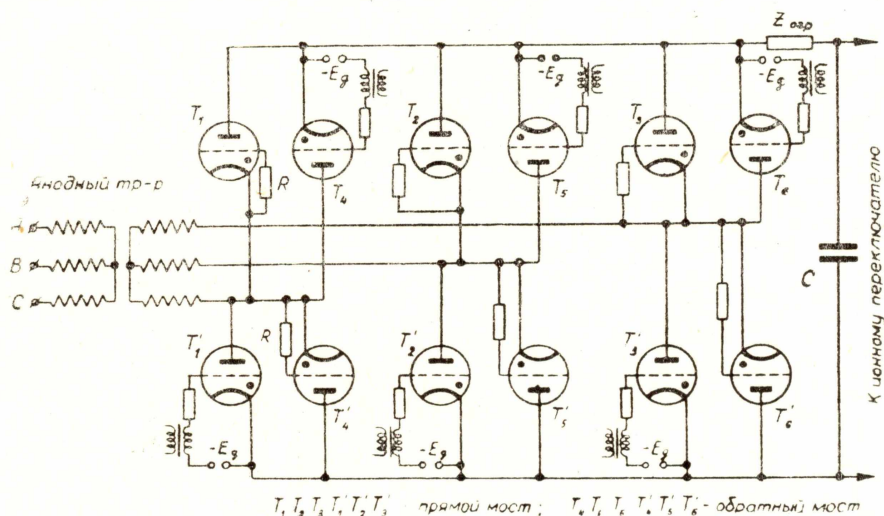 Z огр
-Eg
-Eg
-Eg
T₁
T₂
T₃
R
T₄
T₅
T₆
Анодный тр-р
A
B
C
C
К ионному переключателю
T'₁
R
T'₂
T'₃
T'₄
T'₅
T'₆
-Eg
-Eg
-Eg
T₁ T₂ T₃ T'₁ T'₂ T'₃ - прямой мост; T₄ T₅ T₆ T'₄ T'₅ T'₆ - обратный мост